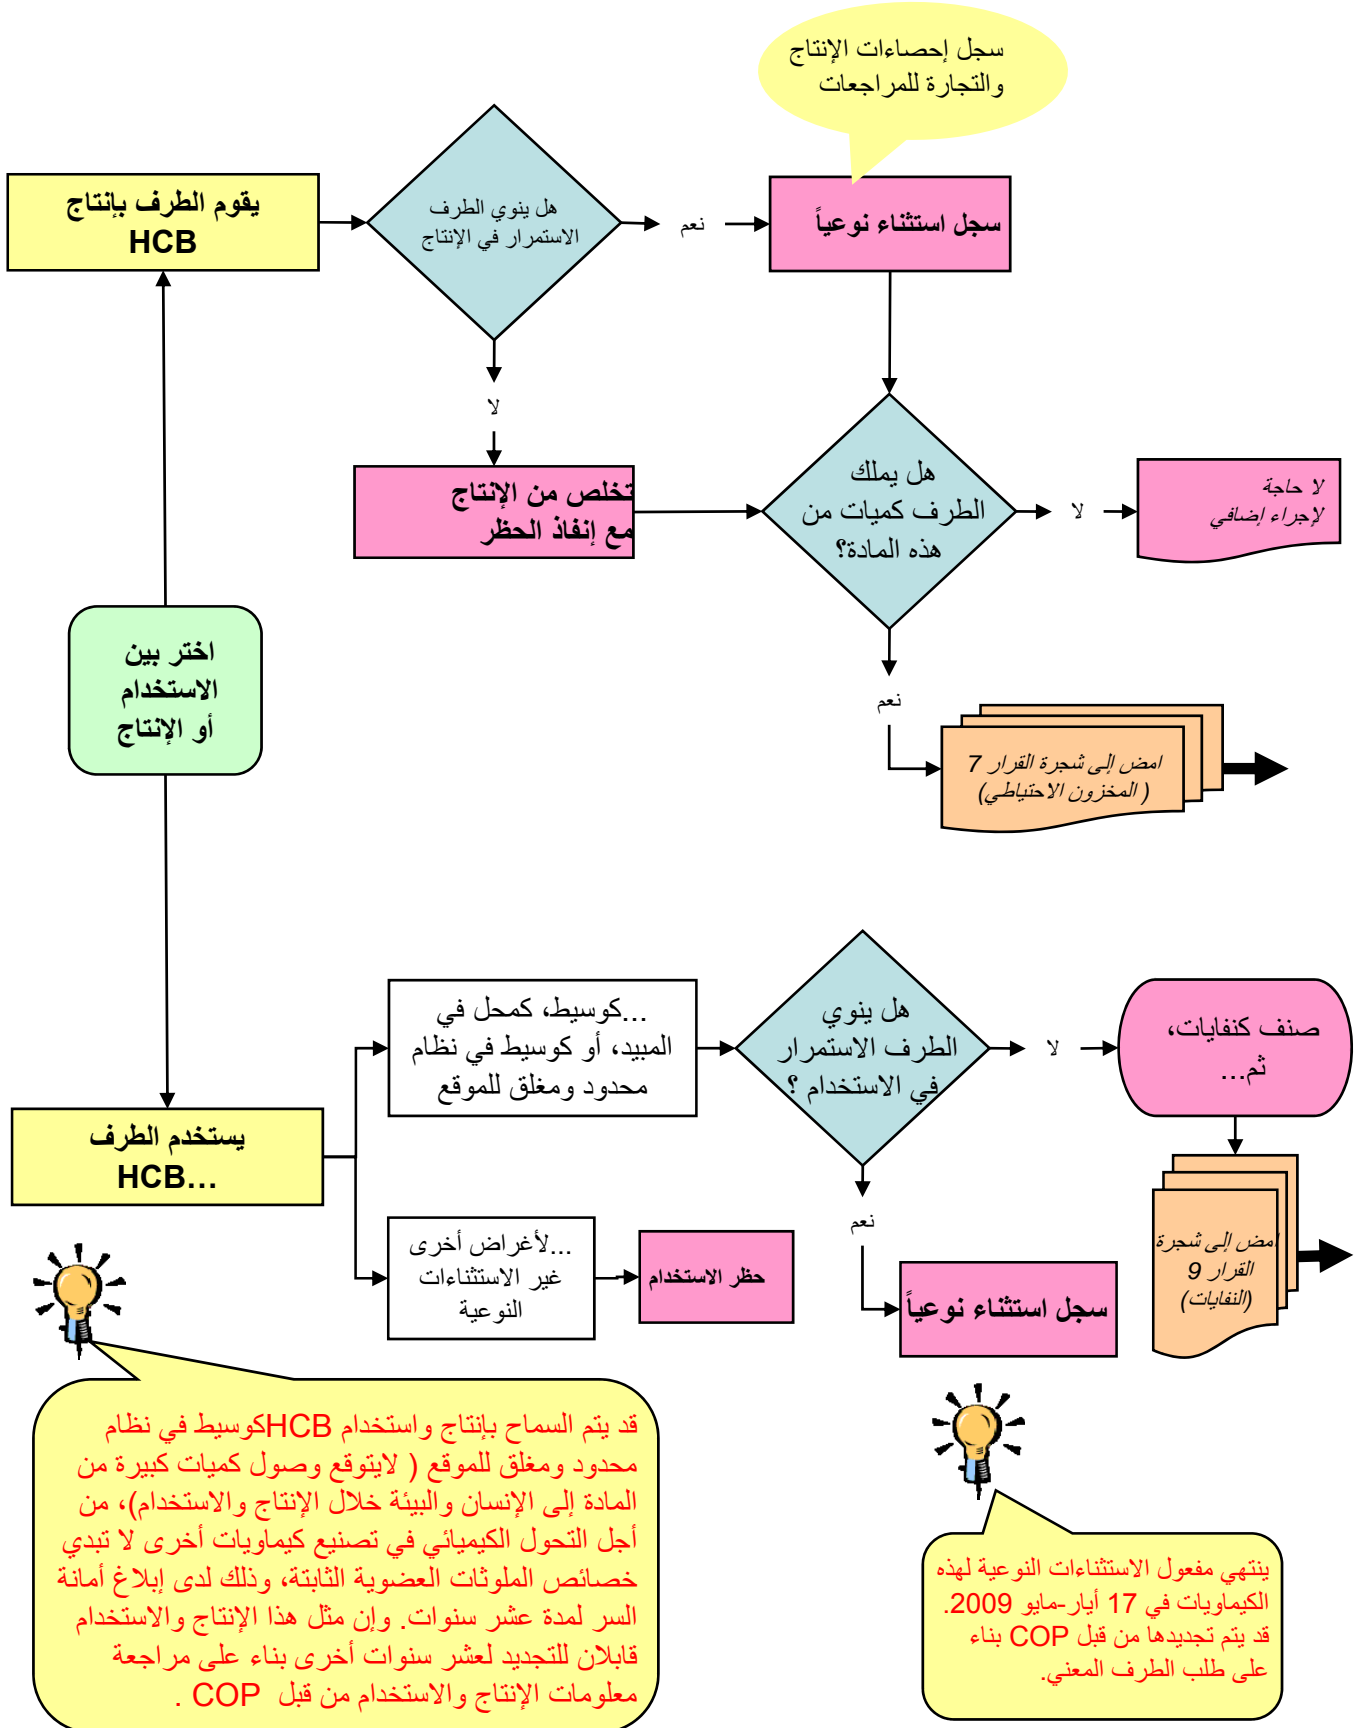 سجل إحصاءات الإنتاج
والتجارة للمراجعات
يقوم الطرف بإنتاج
HCB
هل ينوي الطرف
الاستمرار في الإنتاج
نعم
سجل استثناء نوعياً
لا
تخلص من الإنتاج
مع إنفاذ الحظر
هل يملك
الطرف كميات من
هذه المادة؟
لا
لا حاجة
لإجراء إضافي
نعم
امض إلى شجرة القرار 7
( المخزون الاحتياطي)
اختر بين
الاستخدام
أو الإنتاج
يستخدم الطرف
HCB...
...كوسيط، كمحل في
المبيد، أو كوسيط في نظام
محدود ومغلق للموقع
هل ينوي
الطرف الاستمرار
في الاستخدام ؟
لا
صنف كنفايات،
ثم...
امض إلى شجرة
القرار 9
(النفايات)
نعم
سجل استثناء نوعياً
...لأغراض أخرى
غير الاستثناءات
النوعية
حظر الاستخدام
قد يتم السماح بإنتاج واستخدام HCBكوسيط في نظام
محدود ومغلق للموقع ( لايتوقع وصول كميات كبيرة من
المادة إلى الإنسان والبيئة خلال الإنتاج والاستخدام)، من
أجل التحول الكيميائي في تصنيع كيماويات أخرى لا تبدي
خصائص الملوثات العضوية الثابتة، وذلك لدى إبلاغ أمانة
السر لمدة عشر سنوات. وإن مثل هذا الإنتاج والاستخدام
قابلان للتجديد لعشر سنوات أخرى بناء على مراجعة
معلومات الإنتاج والاستخدام من قبل COP .
ينتهي مفعول الاستثناءات النوعية لهذه
الكيماويات في 17 أيار-مايو 2009.
قد يتم تجديدها من قبل COP بناء
على طلب الطرف المعني.